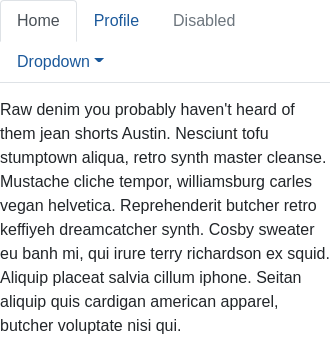 Home Profile Disabled
Dropdown
Raw denim you probably haven't heard of
them jean shorts Austin. Nesciunt tofu
stumptown aliqua, retro synth master cleanse.
Mustache cliche tempor, williamsburg carles
vegan helvetica. Reprehenderit butcher retro
keffiyeh dreamcatcher synth. Cosby sweater
eu banh mi, qui irure terry richardson ex squid.
Aliquip placeat salvia cillum iphone. Seitan
aliquip quis cardigan american apparel,
butcher voluptate nisi qui.